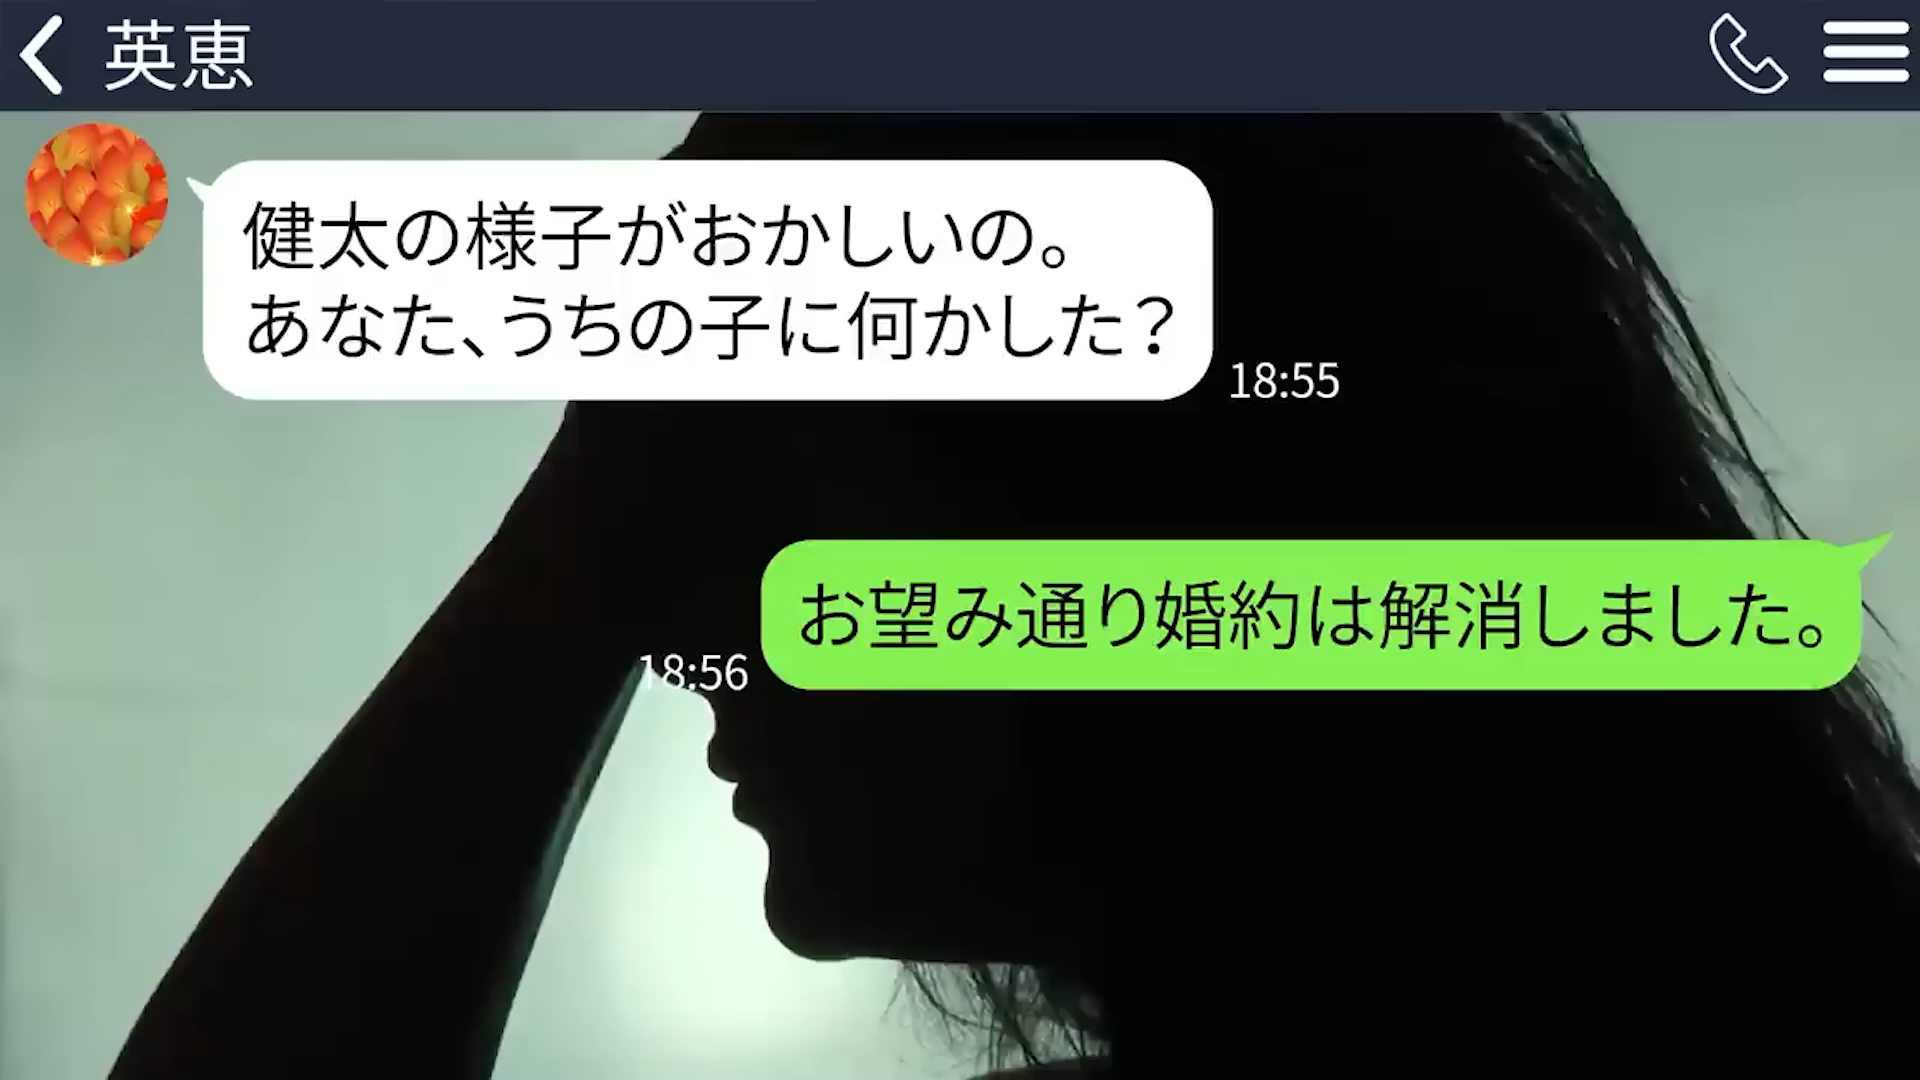 英恵
健太の様子がおかしいの。
あなた、うちの子に何かした？
18:55
お望み通り婚約は解消しました。
18:56